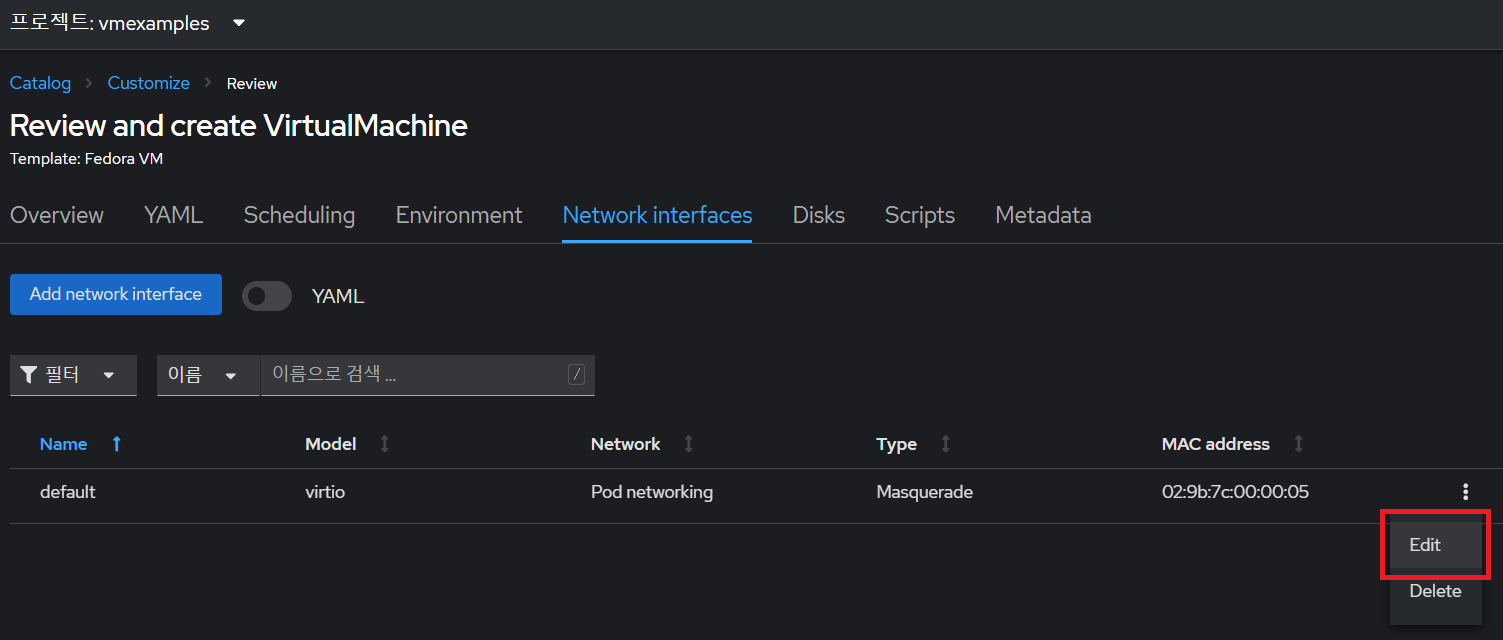 프로젝트: vmexamples
Catalog > Customize > Review
Review and create VirtualMachine
Template: Fedora VM
Overview YAML Scheduling Environment Network interfaces Disks Scripts Metadata
Add network interface YAML
필터 이름 이름으로 검색 ... /
Name Model Network Type MAC address
default virtio Pod networking Masquerade 02:9b:7c:00:00:05
Edit
Delete